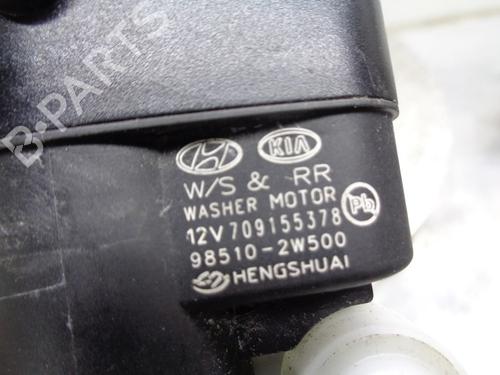 B-PARTS
H KIA
W/S & RR
WASHER MOTOR
12V 709155378 Pb
98510-2W500
HENGSHUAI